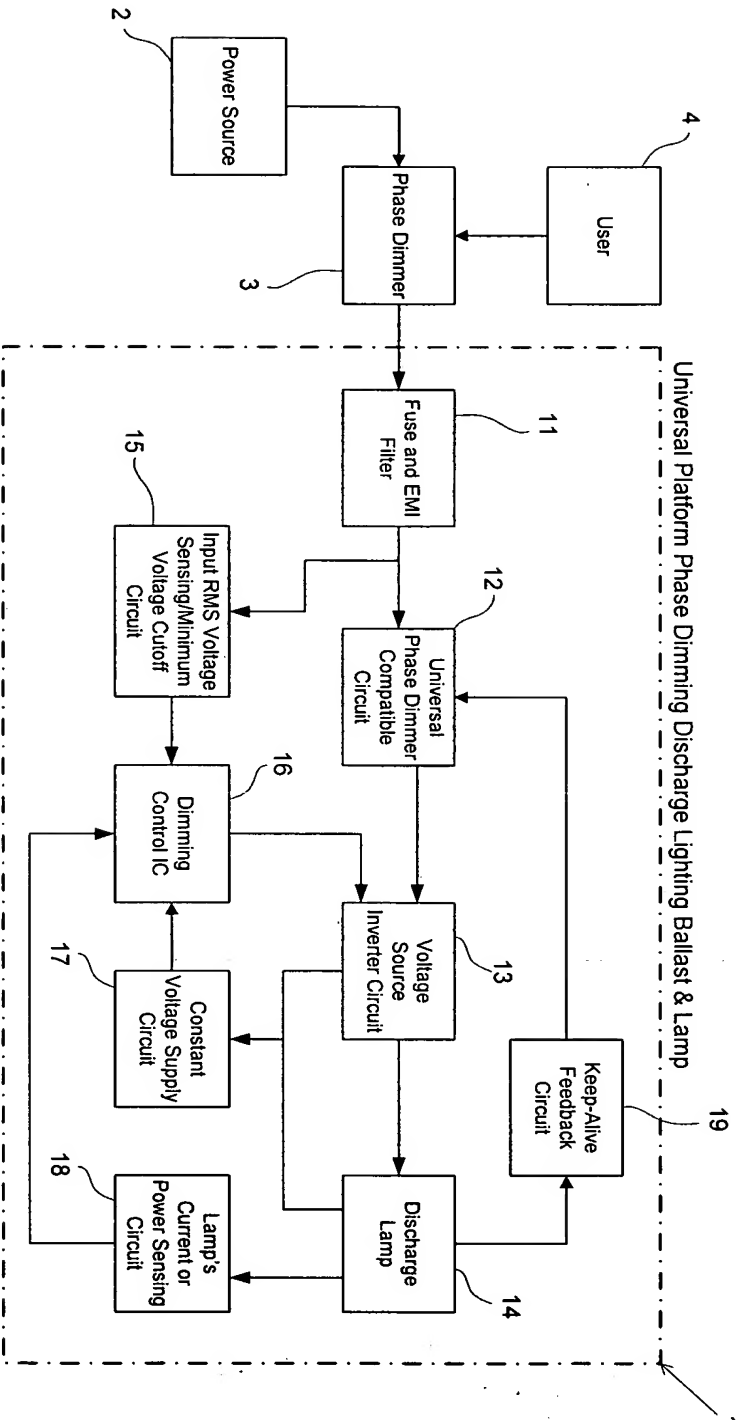 Universal Platform Phase Dimming Discharge Lighting Ballast & Lamp
4
User
2
Power Source
Phase Dimmer
3
11
Fuse and EMI
Filter
12
Universal
Phase Dimmer
Compatible
Circuit
13
Voltage
Source
Inverter Circuit
19
Keep-Alive
Feedback
Circuit
Discharge
Lamp
14
15
Input RMS Voltage
Sensing/Minimum
Voltage Cutoff
Circuit
16
Dimming
Control IC
17
Constant
Voltage Supply
Circuit
18
Lamp's
Current or
Power Sensing
Circuit